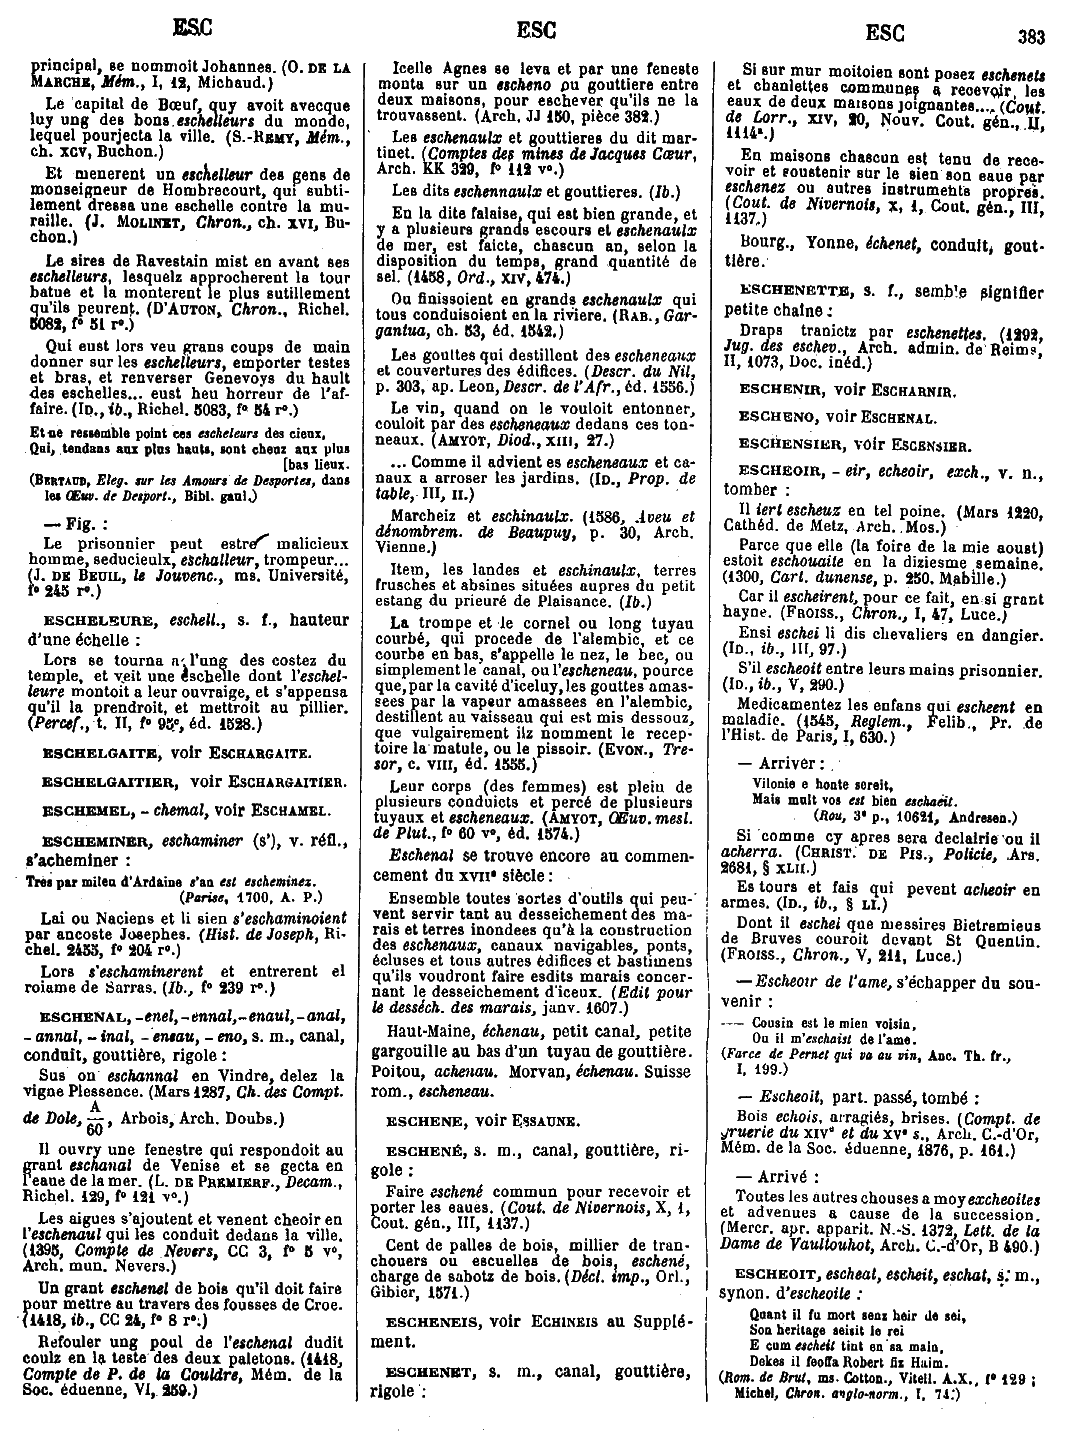 ESC
ESC
ESC
383
principal, se nommoit Johannes. (O. DE LA
MARCHE, Mém., I, 12, Michaud.)
Le capital de Bœuf, quy avoit avecque
luy ung des bons eschelleurs du monde,
lequel pourjecta la ville. (S.-REMY, Mém.,
ch. XCV, Buchon.)
Et menerent un eschelleur des gens de
monseigneur de Hombrecourt, qui subti-
lement dressa une eschelle contre la mu-
raille. (J. MOLINET, Chron., ch. XVI, Bu-
chon.)
Le sires de Ravestain mist en avant ses
eschelleurs, lesquelz approcherent la tour
batue et la monterent le plus sutillement
qu'ils peurent. (D'AUTON, Chron., Richel.
5082, f° 51 r°.)
Qui eust lors veu grans coups de main
donner sur les eschelleurs, emporter testes
et bras, et renverser Genevoys du hault
des eschelles... eust heu horreur de l'af-
faire. (ID., ib., Richel. 5083, f° 54 r°.)
Et ne ressemble point ces escheleurs des cieux,
Qui, tendans aux plus hauts, sont cheuz aux plus
[bas lieux.
(BERTAUD, Eleg. sur les Amours de Desportes, dans
les Œuv. de Desport., Bibl. gaul.)
— Fig. :
Le prisonnier peut estre malicieux
homme, seducieulx, eschalleur, trompeur...
(J. DE BEUIL, le Jouvenc., ms. Université,
f° 245 r°.)
ESCHELEURE, eschell., s. f., hauteur
d'une échelle :
Lors se tourna a l'ung des costez du
temple, et veit une eschelle dont l'eschel-
leure montoit a leur ouvraige, et s'appensa
qu'il la prendroit, et mettroit au pillier.
(Percef., t. II, f° 95ᶜ, éd. 1528.)
ESCHELGAITE, voir ESCHARGAITE.
ESCHELGAITIER, voir ESCHARGAITIER.
ESCHEMEL, - chemal, voir ESCHAMEL.
ESCHEMINER, eschaminer (s'), v. réfl.,
s'acheminer :
Tres par mileu d'Ardaine s'an est escheminez.
(Parise, 1700, A. P.)
Lai ou Naciens et li sien s'eschaminoient
par ancoste Josephes. (Hist. de Joseph, Ri-
chel. 2455, f° 204 r°.)
Lors s'eschaminerent et entrerent el
roiame de Sarras. (Ib., f° 239 r°.)
ESCHENAL, -enel, -ennal, -enaul, -anal,
- annal, - inal, - eneau, - eno, s. m., canal,
conduit, gouttière, rigole :
Sus on eschannal en Vindre, delez la
vigne Plessence. (Mars 1287, Ch. des Compt.
de Dole, A/60, Arbois, Arch. Doubs.)
Il ouvry une fenestre qui respondoit au
grant eschanal de Venise et se gecta en
l'eaue de la mer. (L. DE PREMIERF., Decam.,
Richel. 129, f° 121 v°.)
Les aigues s'ajoutent et venent cheoir en
l'eschenaul qui les conduit dedans la ville.
(1395, Compte de Nevers, CC 3, f° 5 v°,
Arch. mun. Nevers.)
Un grant eschenel de bois qu'il doit faire
pour mettre au travers des fousses de Croe.
(1418, ib., CC 24, f° 8 r°.)
Refouler ung poul de l'eschenal dudit
coulz en la teste des deux paletons. (1418,
Compte de P. de la Couldre, Mém. de la
Soc. éduenne, VI, 259.)
Icelle Agnes se leva et par une feneste
monta sur un escheno ou gouttiere entre
deux maisons, pour eschever qu'ils ne la
trouvassent. (Arch. JJ 150, pièce 382.)
Les eschenaulx et gouttieres du dit mar-
tinet. (Comptes des mines de Jacques Cœur,
Arch. KK 329, f° 112 v°.)
Les dits eschennaulx et gouttieres. (Ib.)
En la dite falaise, qui est bien grande, et
y a plusieurs grands escours et eschenaulx
de mer, est faicte, chascun an, selon la
disposition du temps, grand quantité de
sel. (1458, Ord., XIV, 474.)
Ou finissoient en grands eschenaulx qui
tous conduisoient en la riviere. (RAB., Gar-
gantua, ch. 53, éd. 1542.)
Les gouttes qui destillent des escheneaux
et couvertures des édifices. (Descr. du Nil,
p. 303, ap. Leon, Descr. de l'Afr., éd. 1556.)
Le vin, quand on le vouloit entonner,
couloit par des escheneaux dedans ces ton-
neaux. (AMYOT, Diod., XIII, 27.)
... Comme il advient es escheneaux et ca-
naux a arroser les jardins. (ID., Prop. de
table, III, II.)
Marcheiz et eschinaulx. (1586, Aveu et
dénombrem. de Beaupuy, p. 30, Arch.
Vienne.)
Item, les landes et eschinaulx, terres
frusches et absines situées aupres du petit
estang du prieuré de Plaisance. (Ib.)
La trompe et le cornel ou long tuyau
courbé, qui procede de l'alembic, et ce
courbe en bas, s'appelle le nez, le bec, ou
simplement le canal, ou l'escheneau, pource
que, par la cavité d'iceluy, les gouttes amas-
sees par la vapeur amassees en l'alembic,
destillent au vaisseau qui est mis dessouz,
que vulgairement ilz nomment le recep-
toire la matule, ou le pissoir. (EVON., Tre-
sor, c. VIII, éd. 1555.)
Leur corps (des femmes) est plein de
plusieurs conduicts et percé de plusieurs
tuyaux et escheneaux. (AMYOT, Œuv. mesl.
de Plut., f° 60 v°, éd. 1574.)
Eschenal se trouve encore au commen-
cement du XVIIᵉ siècle :
Ensemble toutes sortes d'outils qui peu-
vent servir tant au desseichement des ma-
rais et terres inondees qu'à la construction
des eschenaux, canaux navigables, ponts,
écluses et tous autres édifices et bastimens
qu'ils voudront faire esdits marais concer-
nant le desseichement d'iceux. (Edit pour
le desséch. des marais, janv. 1607.)
Haut-Maine, échenau, petit canal, petite
gargouille au bas d'un tuyau de gouttière.
Poitou, achenau. Morvan, échenau. Suisse
rom., escheneau.
ESCHENE, voir ESSAUNE.
ESCHENÉ, s. m., canal, gouttière, ri-
gole :
Faire eschené commun pour recevoir et
porter les eaues. (Cout. de Nivernois, X, 1,
Cout. gén., III, 1137.)
Cent de palles de bois, millier de tran-
chouers ou escuelles de bois, eschené,
charge de sabotz de bois. (Décl. imp., Orl.,
Gibier, 1571.)
ESCHENEIS, voir ECHINEIS au Supplé-
ment.
ESCHENET, s. m., canal, gouttière,
rigole :
Si sur mur moitoien sont posez eschenets
et chanlettes communes a recevoir les
eaux de deux maisons joignantes.... (Cout.
de Lorr., XIV, 20, Nouv. Cout. gén., II,
1114ᵃ.)
En maisons chascun est tenu de rece-
voir et soustenir sur le sien son eaue par
eschenez ou autres instruments propres.
(Cout. de Nivernois, X, 1, Cout. gén., III,
1137.)
Bourg., Yonne, échenet, conduit, gout-
tière.
ESCHENETTE, s. f., semble signifier
petite chaîne :
Draps tranictz par eschenettes. (1292,
Jug. des eschev., Arch. admin. de Reims,
II, 1073, Doc. inéd.)
ESCHENIR, voir ESCHARNIR.
ESCHENO, voir ESCHENAL.
ESCHENSIER, voir ESCENSIER.
ESCHEOIR, - eir, echeoir, exch., v. n.,
tomber :
Il iert escheuz en tel poine. (Mars 1220,
Cathéd. de Metz, Arch. Mos.)
Parce que elle (la foire de la mie aoust)
estoit eschouaite en la diziesme semaine.
(1300, Cart. dunense, p. 250. Mabille.)
Car il escheirent, pour ce fait, en si grant
hayne. (FROISS., Chron., I, 47, Luce.)
Ensi eschei li dis chevaliers en dangier.
(ID., ib., III, 97.)
S'il escheoit entre leurs mains prisonnier.
(ID., ib., V, 290.)
Medicamentez les enfans qui escheent en
maladie. (1545, Reglem., Felib., Pr. de
l'Hist. de Paris, I, 630.)
— Arriver :
Vilonie e honte sereit,
Mais mult vos est bien eschaeit.
(Rou, 3ᵉ p., 10621, Andresen.)
Si comme cy apres sera declairie ou il
acherra. (CHRIST. DE PIS., Policie, Ars.
2681, § XLII.)
Es tours et fais qui pevent acheoir en
armes. (ID., ib., § LI.)
Dont il eschei que messires Bietremieus
de Bruves couroit devant St Quentin.
(FROISS., Chron., V, 211, Luce.)
— Escheoir de l'ame, s'échapper du sou-
venir :
— Cousin est le mien voisin,
Ou il m'eschaist de l'ame.
(Farce de Pernet qui va au vin, Anc. Th. fr.,
I, 199.)
— Escheoit, part. passé, tombé :
Bois echois, arragiés, brises. (Compt. de
gruerie du XIVᵉ et du XVᵉ s., Arch. C.-d'Or,
Mém. de la Soc. éduenne, 1876, p. 161.)
— Arrivé :
Toutes les autres chouses a moy excheoites
et advenues a cause de la succession.
(Mercr. apr. apparit. N.-S. 1372, Lett. de la
Dame de Vaullouhot, Arch. C.-d'Or, B 490.)
ESCHEOIT, escheat, escheit, eschat, s. m.,
synon. d'escheoite :
Quant il fu mort senz heir de sei,
Son heritage seisit le rei
E cum escheit tint en sa main,
Dekes il feoffa Robert fiz Haim.
(Rom. de Brut, ms. Cotton., Vitell. A.X., f° 129 ;
Michel, Chron. anglo-norm., I, 74.)